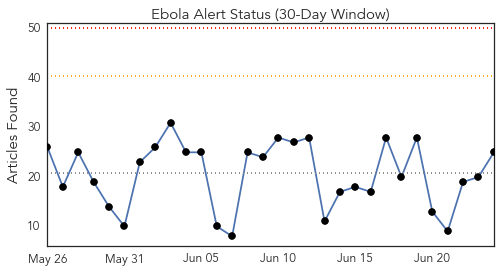 Ebola Alert Status (30-Day Window)
Articles Found
50
40
30
20
10
May 26 May 31 Jun 05 Jun 10 Jun 15 Jun 20